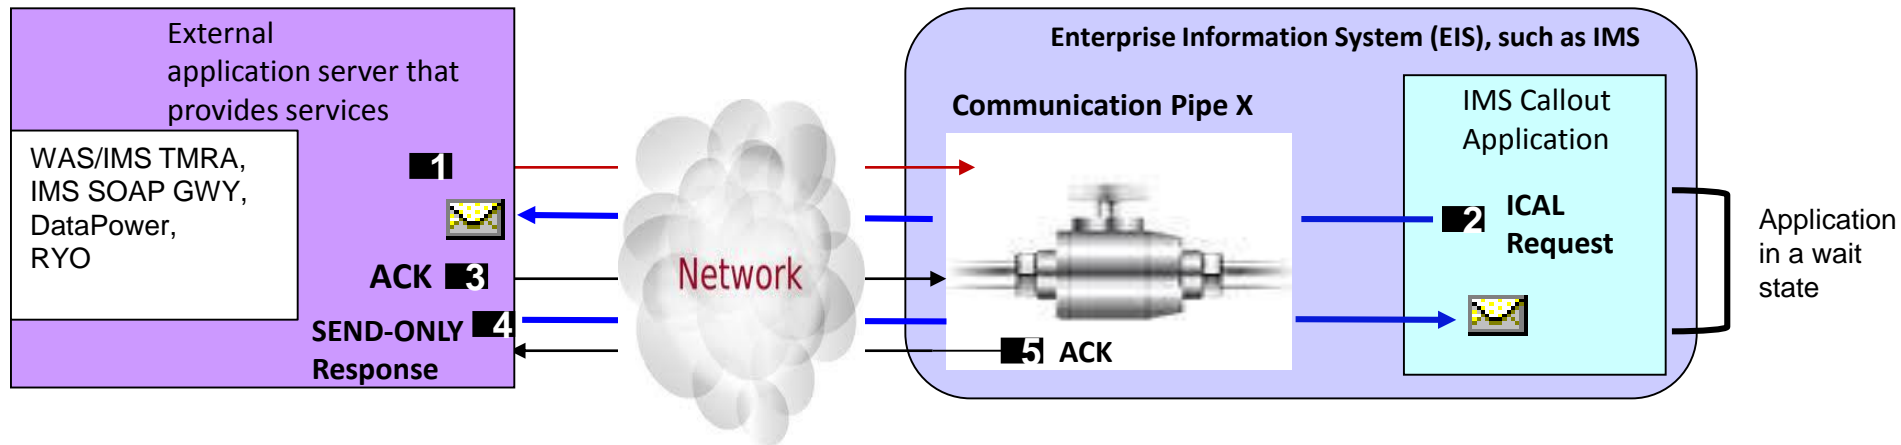 External
application server that
provides services
WAS/IMS TMRA,
IMS SOAP GWY,
DataPower,
RYO
1
ACK 3
SEND-ONLY 4
Response
Network
Enterprise Information System (EIS), such as IMS
Communication Pipe X
5 ACK
IMS Callout
Application
2 ICAL
Request
Application
in a wait
state